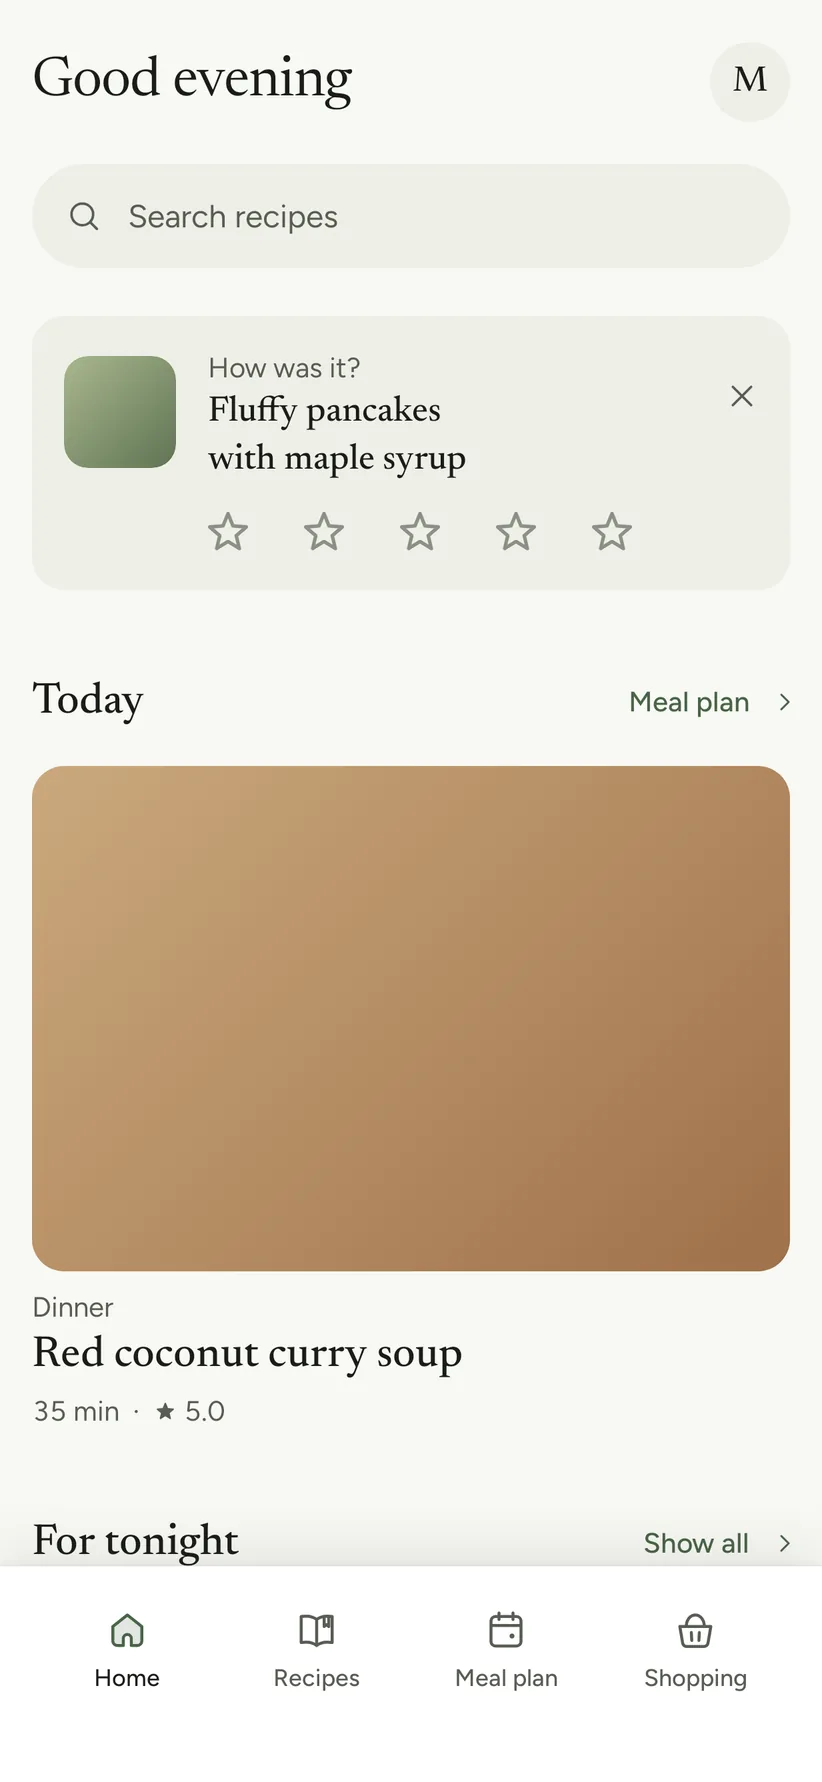 Good evening
M
Search recipes
How was it?
Fluffy pancakes
with maple syrup
Today
Meal plan
Dinner
Red coconut curry soup
35 min · ★ 5.0
For tonight
Show all
Home
Recipes
Meal plan
Shopping